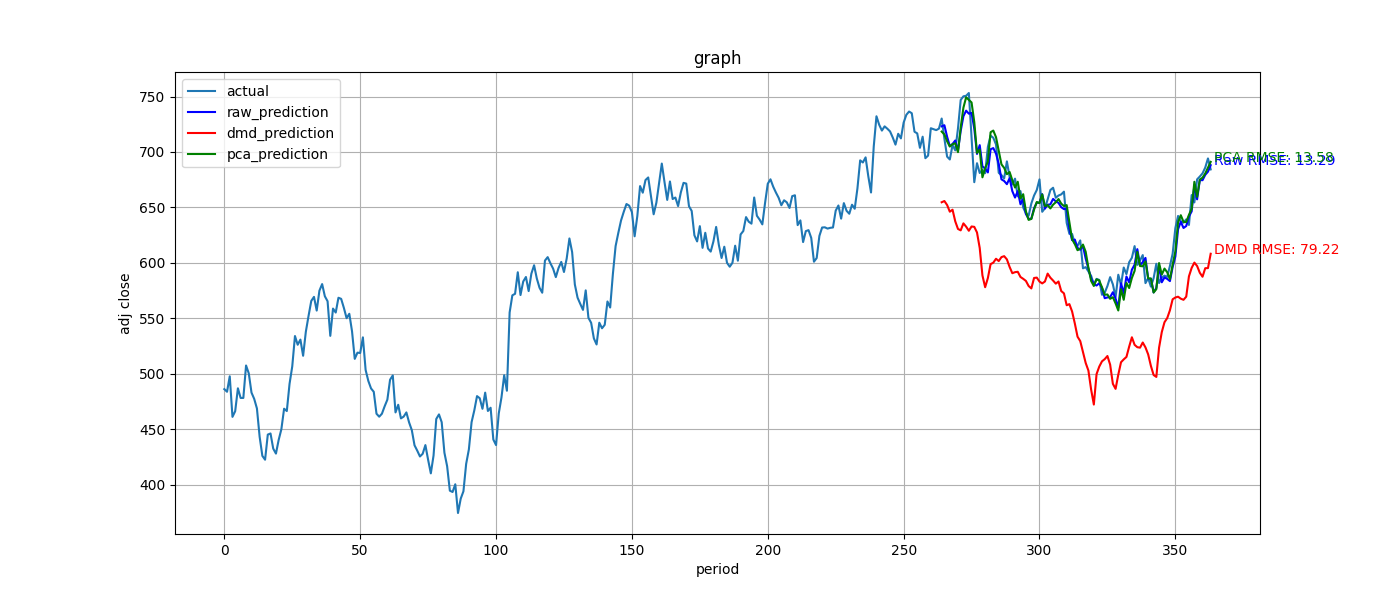 graph
actual
raw_prediction
dmd_prediction
pca_prediction
PCA RMSE: 13.59
Raw RMSE: 13.29
DMD RMSE: 79.22
adj close
750
700
650
600
550
500
450
400
0 50 100 150 200 250 300 350
period